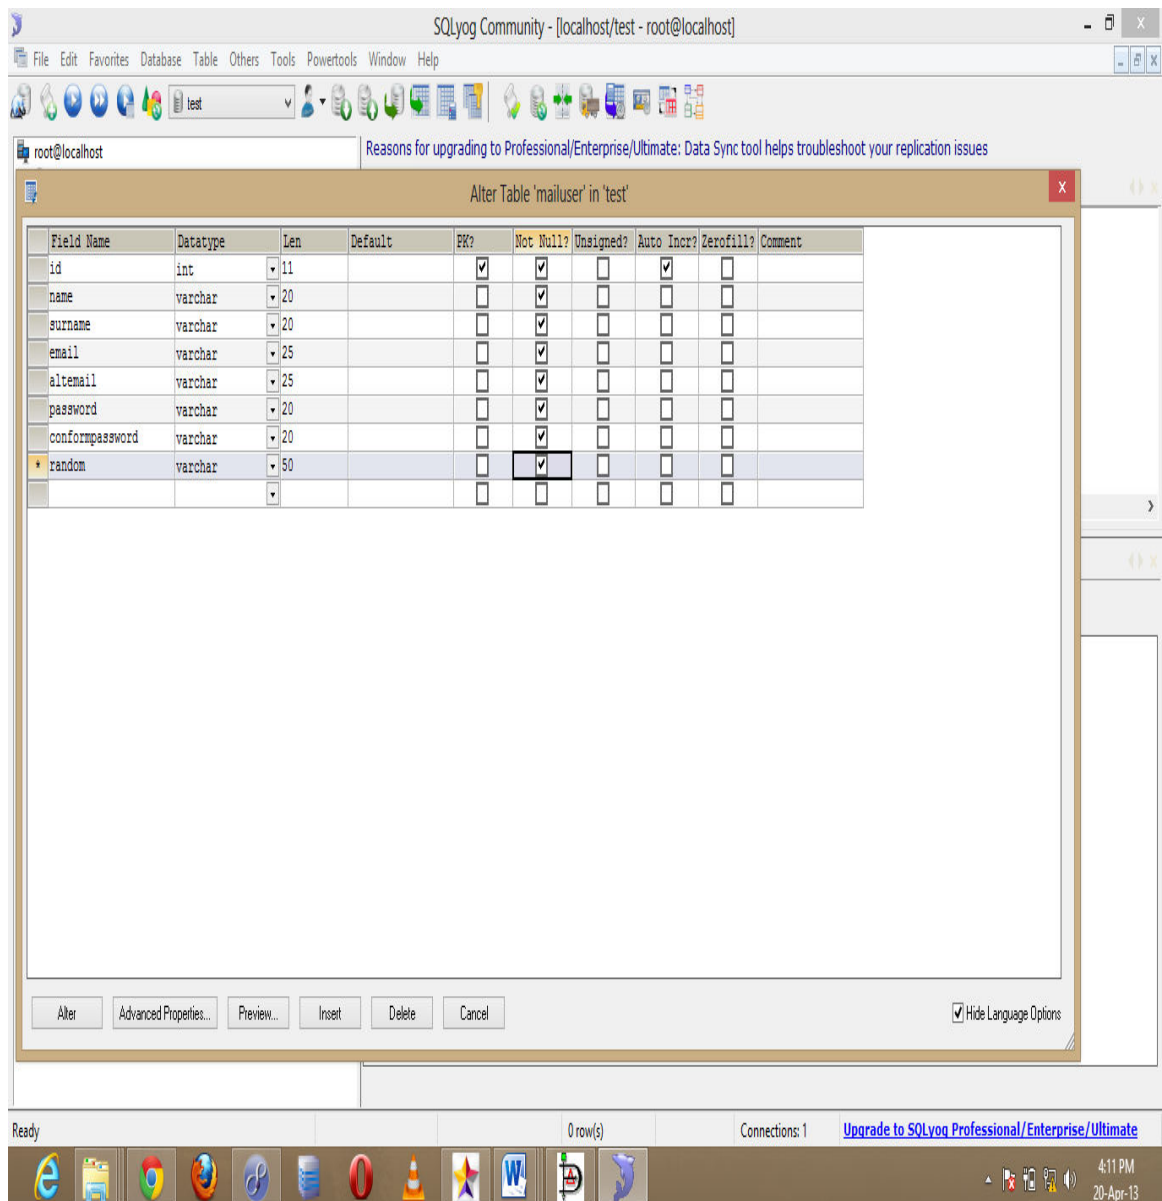 SQLyog Community - [localhost/test - root@localhost]
File Edit Favorites Database Table Others Tools Powertools Window Help
test
root@localhost
Reasons for upgrading to Professional/Enterprise/Ultimate: Data Sync tool helps troubleshoot your replication issues
Alter Table 'mailuser' in 'test'
Field Name Datatype Len Default PK? Not Null? Unsigned? Auto Incr? Zerofill? Comment
id int 11
name varchar 20
surname varchar 20
email varchar 25
altemail varchar 25
password varchar 20
conformpassword varchar 20
* random varchar 50
Alter Advanced Properties... Preview... Insert Delete Cancel Hide Language Options
Ready 0 row(s) Connections: 1 Upgrade to SQLyog Professional/Enterprise/Ultimate
4:11 PM
20-Apr-13